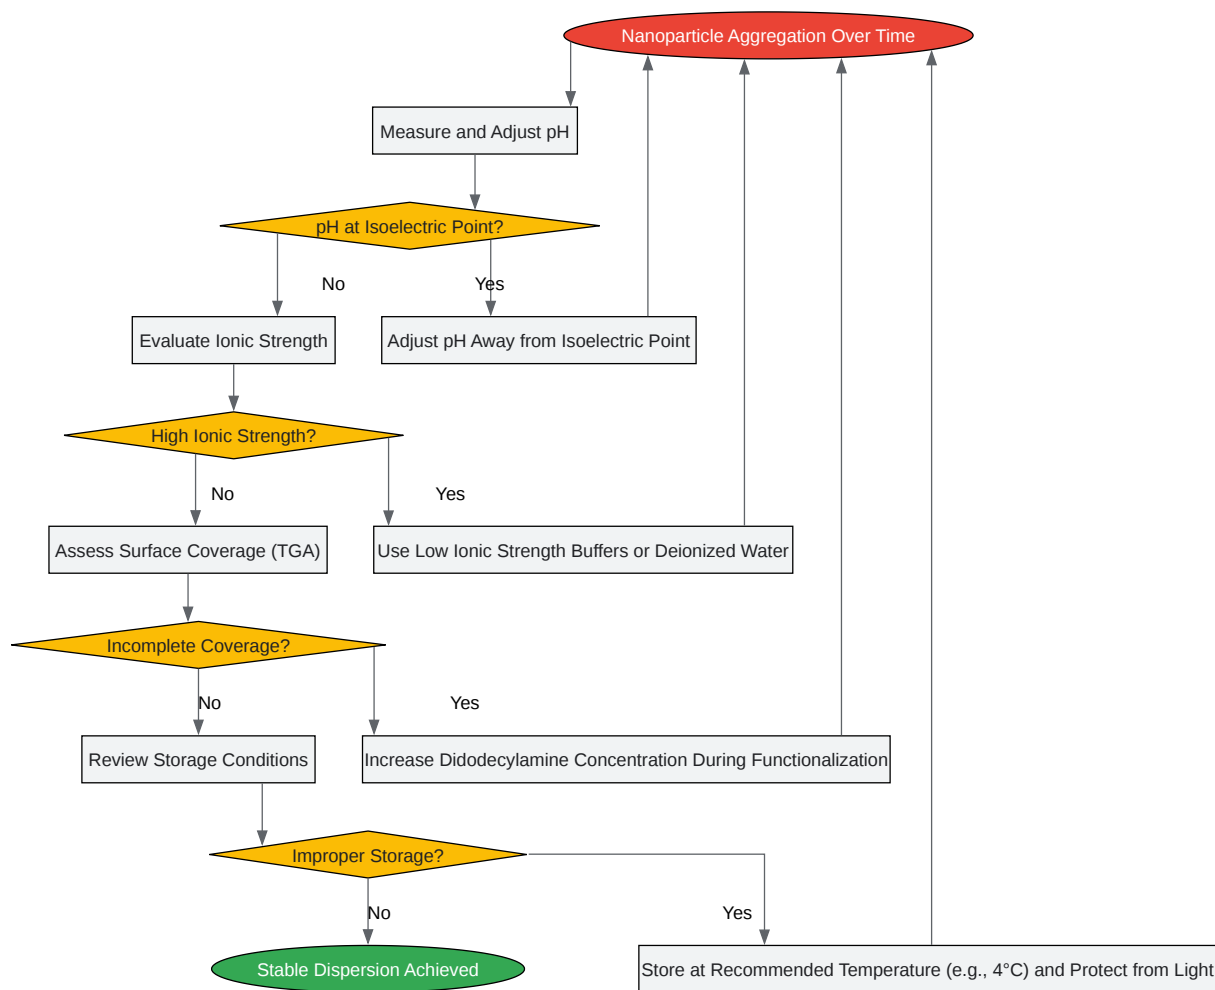 Nanoparticle Aggregation Over Time
Measure and Adjust pH
pH at Isoelectric Point?
No
Yes
Evaluate Ionic Strength
Adjust pH Away from Isoelectric Point
High Ionic Strength?
No
Yes
Assess Surface Coverage (TGA)
Use Low Ionic Strength Buffers or Deionized Water
Incomplete Coverage?
No
Yes
Review Storage Conditions
Increase Didodecylamine Concentration During Functionalization
Improper Storage?
No
Yes
Stable Dispersion Achieved
Store at Recommended Temperature (e.g., 4°C) and Protect from Light